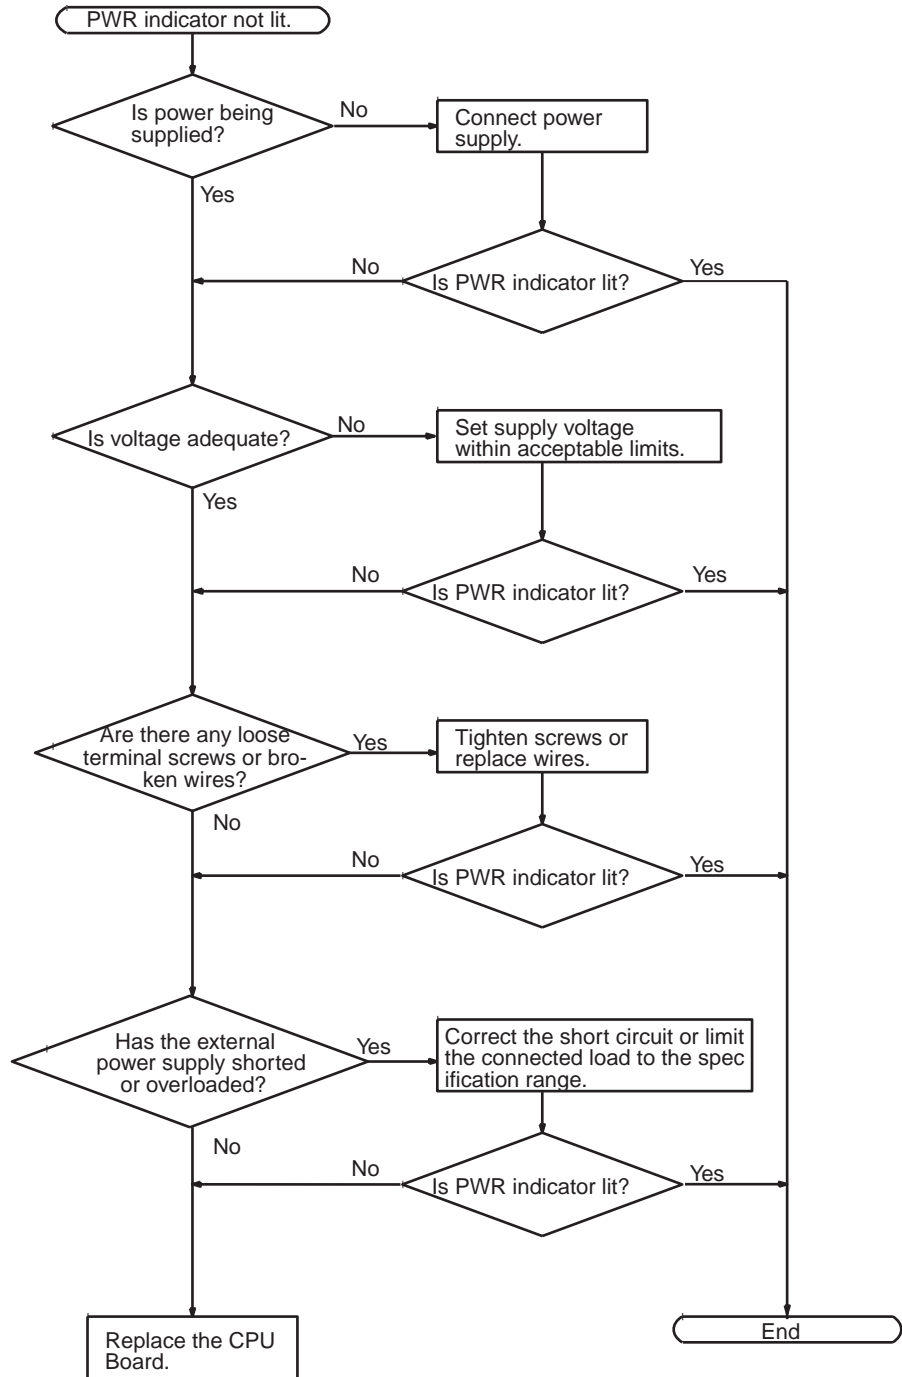 PWR indicator not lit.
Is power being
supplied?
No
Connect power
supply.
Yes
No
Is PWR indicator lit?
Yes
Is voltage adequate?
No
Set supply voltage
within acceptable limits.
Yes
No
Is PWR indicator lit?
Yes
Are there any loose
terminal screws or bro-
ken wires?
Yes
Tighten screws or
replace wires.
No
No
Is PWR indicator lit?
Yes
Has the external
power supply shorted
or overloaded?
Yes
Correct the short circuit or limit
the connected load to the spec
ification range.
No
No
Is PWR indicator lit?
Yes
Replace the CPU
Board.
End